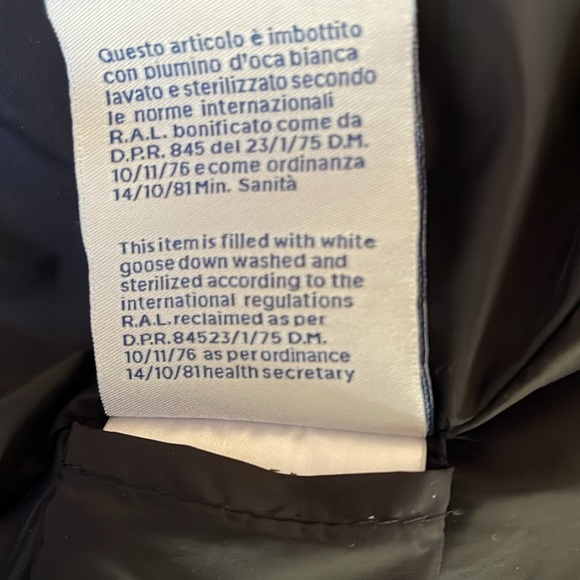 Questo articolo è imbottito
con piumino d'oca bianca
lavato e sterilizzato secondo
le norme internazionali
R.A.L. bonificato come da
D.P.R. 845 del 23/1/75 D.M.
10/11/76 e come ordinanza
14/10/81 Min. Sanità
This item is filled with white
goose down washed and
sterilized according to the
international regulations
R.A.L. reclaimed as per
D.P.R. 84523/1/75 D.M.
10/11/76 as per ordinance
14/10/81 health secretary